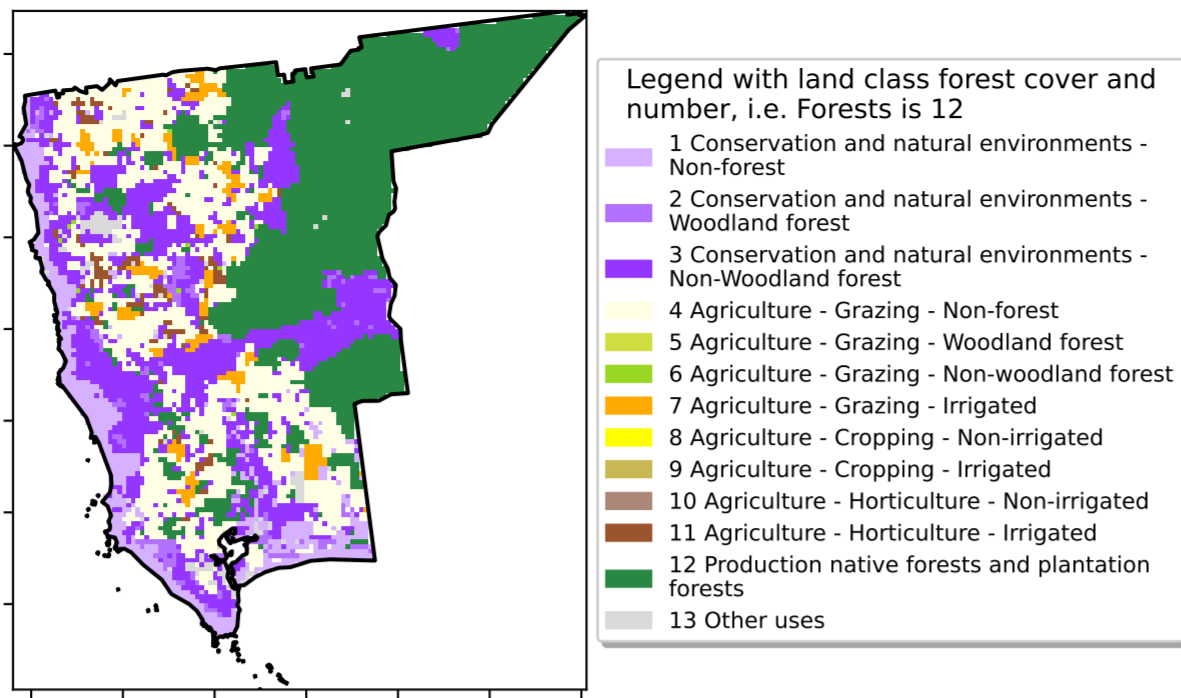 Legend with land class forest cover and
number, i.e. Forests is 12
1 Conservation and natural environments -
Non-forest
2 Conservation and natural environments -
Woodland forest
3 Conservation and natural environments -
Non-Woodland forest
4 Agriculture - Grazing - Non-forest
5 Agriculture - Grazing - Woodland forest
6 Agriculture - Grazing - Non-woodland forest
7 Agriculture - Grazing - Irrigated
8 Agriculture - Cropping - Non-irrigated
9 Agriculture - Cropping - Irrigated
10 Agriculture - Horticulture - Non-irrigated
11 Agriculture - Horticulture - Irrigated
12 Production native forests and plantation
forests
13 Other uses